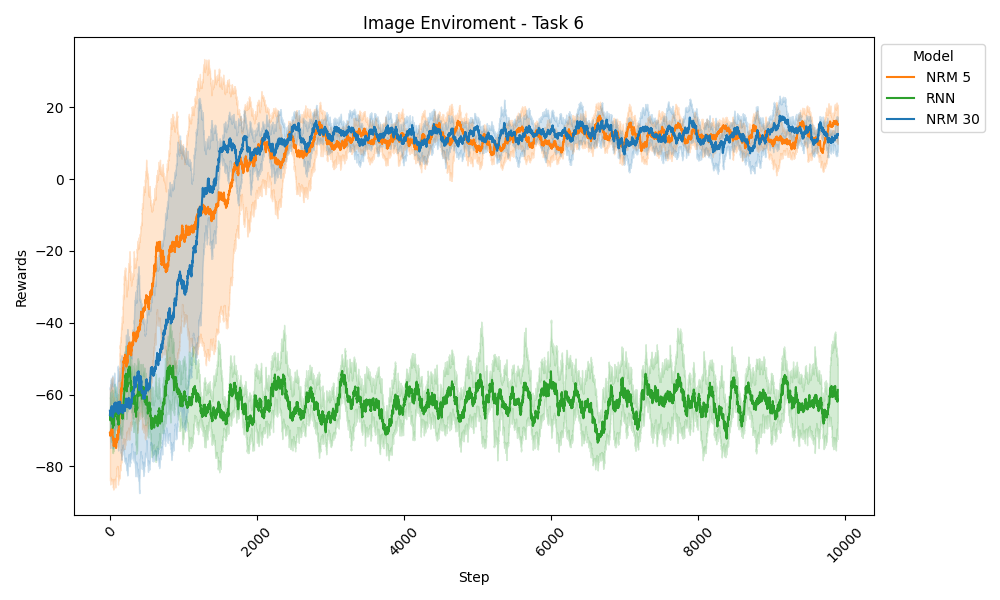 Image Enviroment - Task 6
Model
NRM 5
RNN
NRM 30
Rewards
20
0
−20
−40
−60
−80
0
2000
4000
6000
8000
10000
Step